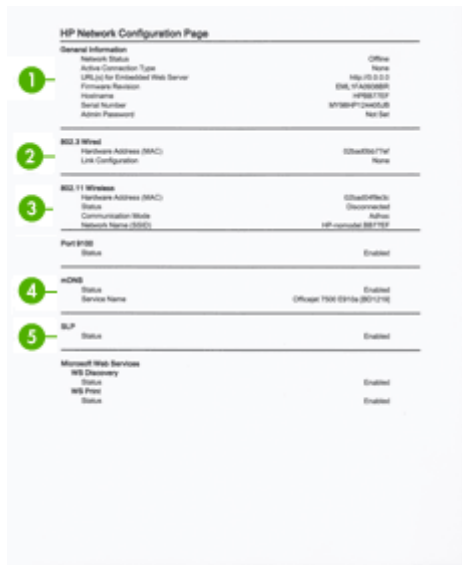 HP Network Configuration Page
General Information
Network Status Offline
Active Connection Type None
URL(s) for Embedded Web Server http://0.0.0.0
Firmware Revision
Hostname HPBB77EF
Serial Number
Admin Password Not Set
1
802.3 Wired
Hardware Address (MAC)
Link Configuration None
2
802.11 Wireless
Hardware Address (MAC)
Status Disconnected
Communication Mode Adhoc
Network Name (SSID)
3
Port 9100
Status Enabled
mDNS
Status Enabled
Service Name Officejet 7500 E910a
4
SLP
Status Enabled
5
Microsoft Web Services
WS Discovery
Status Enabled
WS Print
Status Enabled